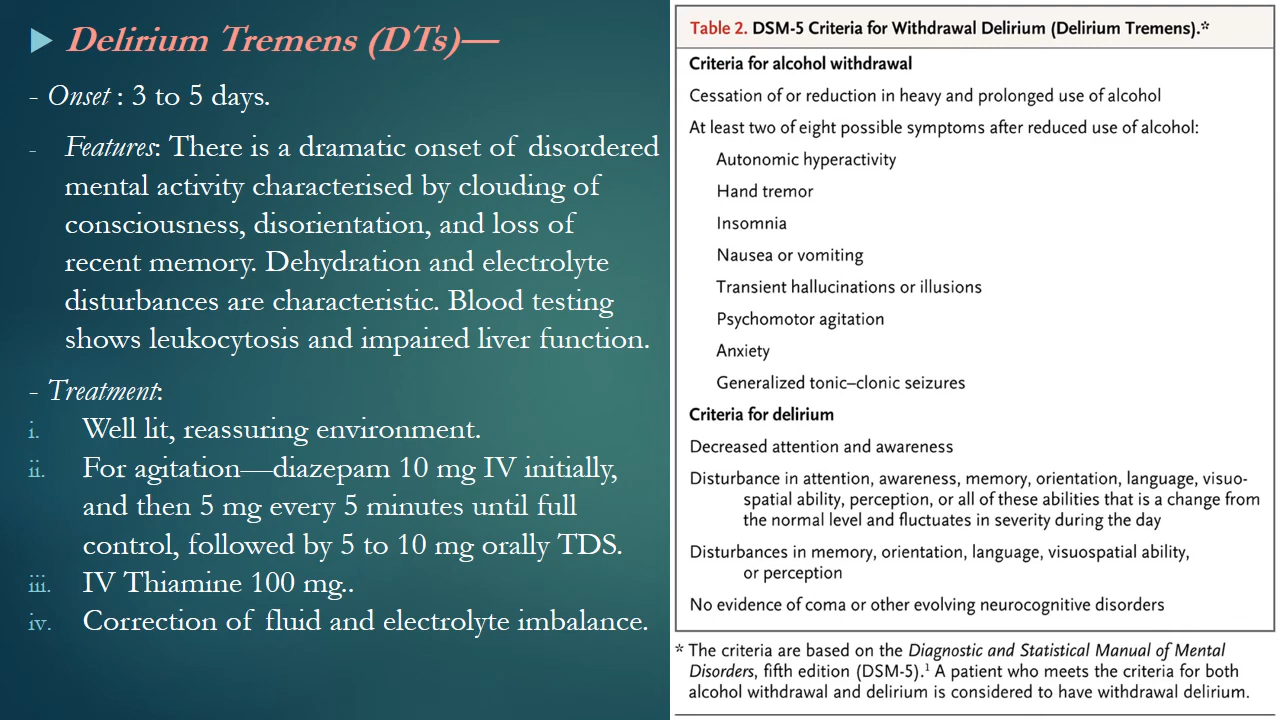 Delirium Tremens (DTs)—
- Onset : 3 to 5 days.
- Features: There is a dramatic onset of disordered
mental activity characterised by clouding of
consciousness, disorientation, and loss of
recent memory. Dehydration and electrolyte
disturbances are characteristic. Blood testing
shows leukocytosis and impaired liver function.
- Treatment:
i. Well lit, reassuring environment.
ii. For agitation—diazepam 10 mg IV initially,
and then 5 mg every 5 minutes until full
control, followed by 5 to 10 mg orally TDS.
iii. IV Thiamine 100 mg..
iv. Correction of fluid and electrolyte imbalance.
Table 2. DSM-5 Criteria for Withdrawal Delirium (Delirium Tremens).*
Criteria for alcohol withdrawal
Cessation of or reduction in heavy and prolonged use of alcohol
At least two of eight possible symptoms after reduced use of alcohol:
Autonomic hyperactivity
Hand tremor
Insomnia
Nausea or vomiting
Transient hallucinations or illusions
Psychomotor agitation
Anxiety
Generalized tonic–clonic seizures
Criteria for delirium
Decreased attention and awareness
Disturbance in attention, awareness, memory, orientation, language, visuo-
spatial ability, perception, or all of these abilities that is a change from
the normal level and fluctuates in severity during the day
Disturbances in memory, orientation, language, visuospatial ability,
or perception
No evidence of coma or other evolving neurocognitive disorders
* The criteria are based on the Diagnostic and Statistical Manual of Mental
Disorders, fifth edition (DSM-5).¹ A patient who meets the criteria for both
alcohol withdrawal and delirium is considered to have withdrawal delirium.